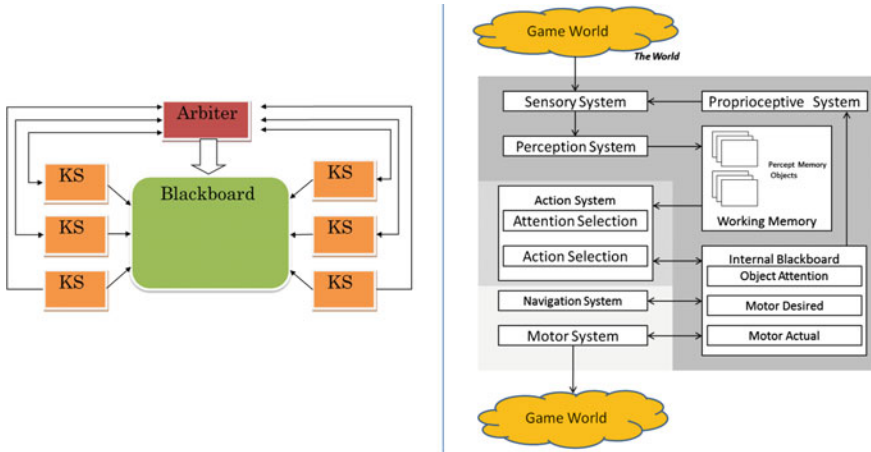 Arbiter
KS
KS
KS
Blackboard
KS
KS
KS
Game World
The World
Sensory System
Proprioceptive System
Perception System
Percept Memory
Objects
Working Memory
Action System
Attention Selection
Action Selection
Internal Blackboard
Object Attention
Navigation System
Motor Desired
Motor System
Motor Actual
Game World